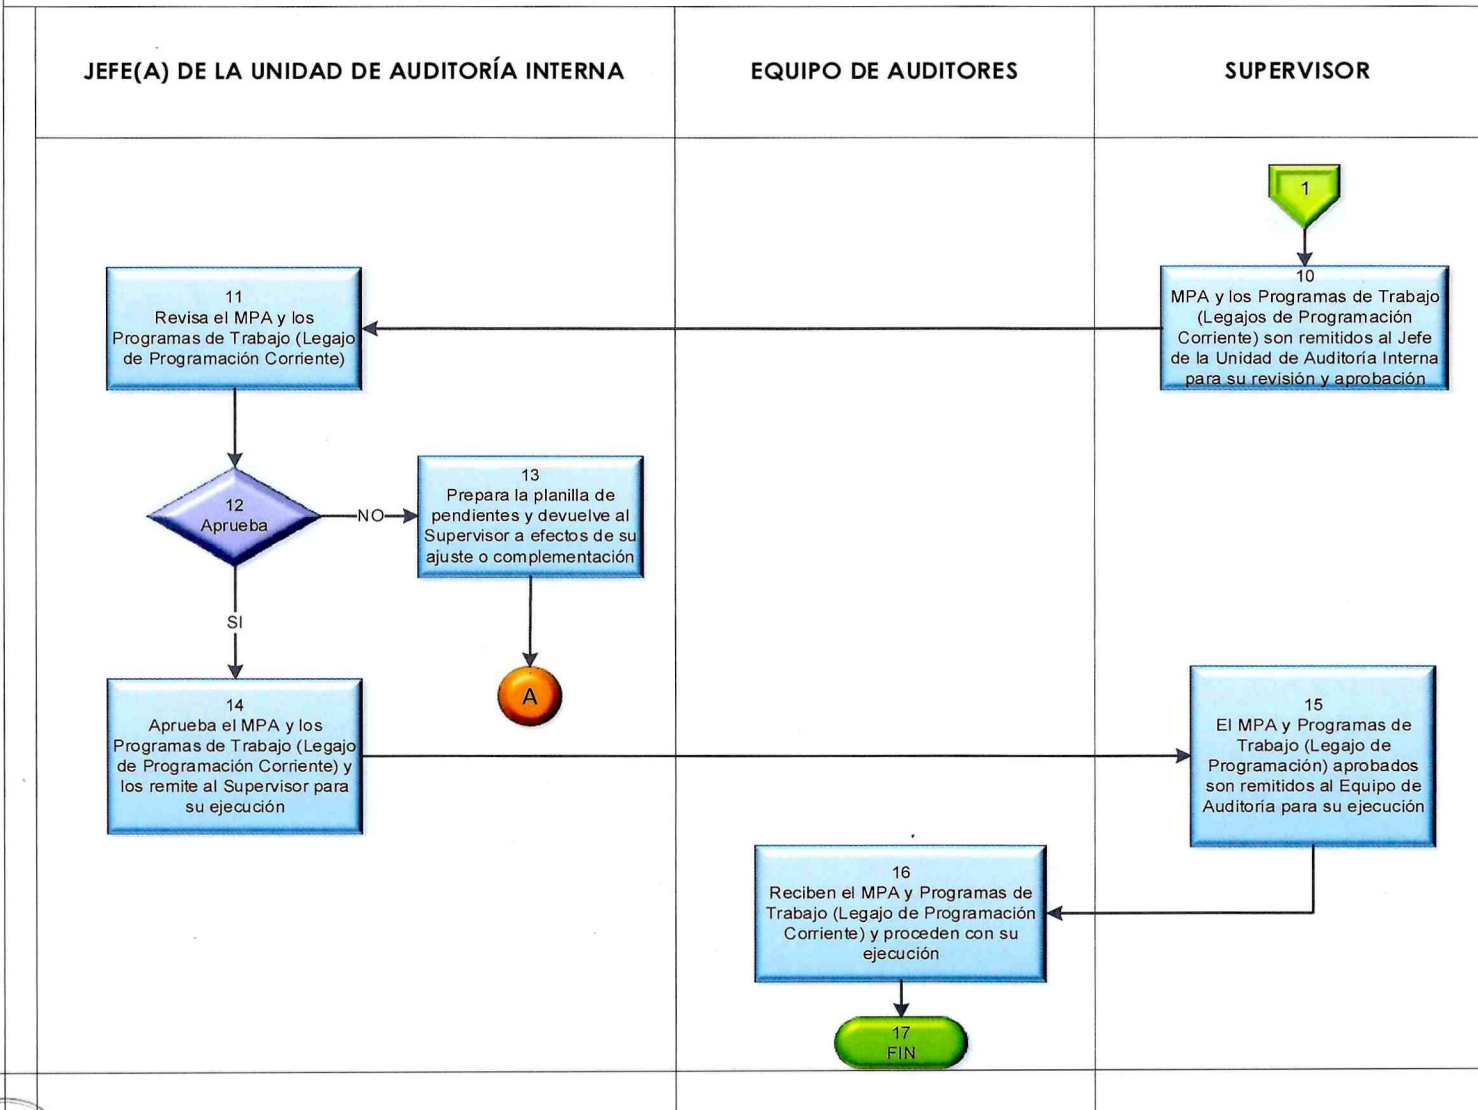 JEFE(A) DE LA UNIDAD DE AUDITORÍA INTERNA
EQUIPO DE AUDITORES
SUPERVISOR
1
10
MPA y los Programas de Trabajo
(Legajos de Programación
Corriente) son remitidos al Jefe
de la Unidad de Auditoría Interna
para su revisión y aprobación
11
Revisa el MPA y los
Programas de Trabajo (Legajo
de Programación Corriente)
12
Aprueba
NO
13
Prepara la planilla de
pendientes y devuelve al
Supervisor a efectos de su
ajuste o complementación
A
SI
14
Aprueba el MPA y los
Programas de Trabajo (Legajo
de Programación Corriente) y
los remite al Supervisor para
su ejecución
15
El MPA y Programas de
Trabajo (Legajo de
Programación) aprobados
son remitidos al Equipo de
Auditoría para su ejecución
16
Reciben el MPA y Programas de
Trabajo (Legajo de Programación
Corriente) y proceden con su
ejecución
17
FIN